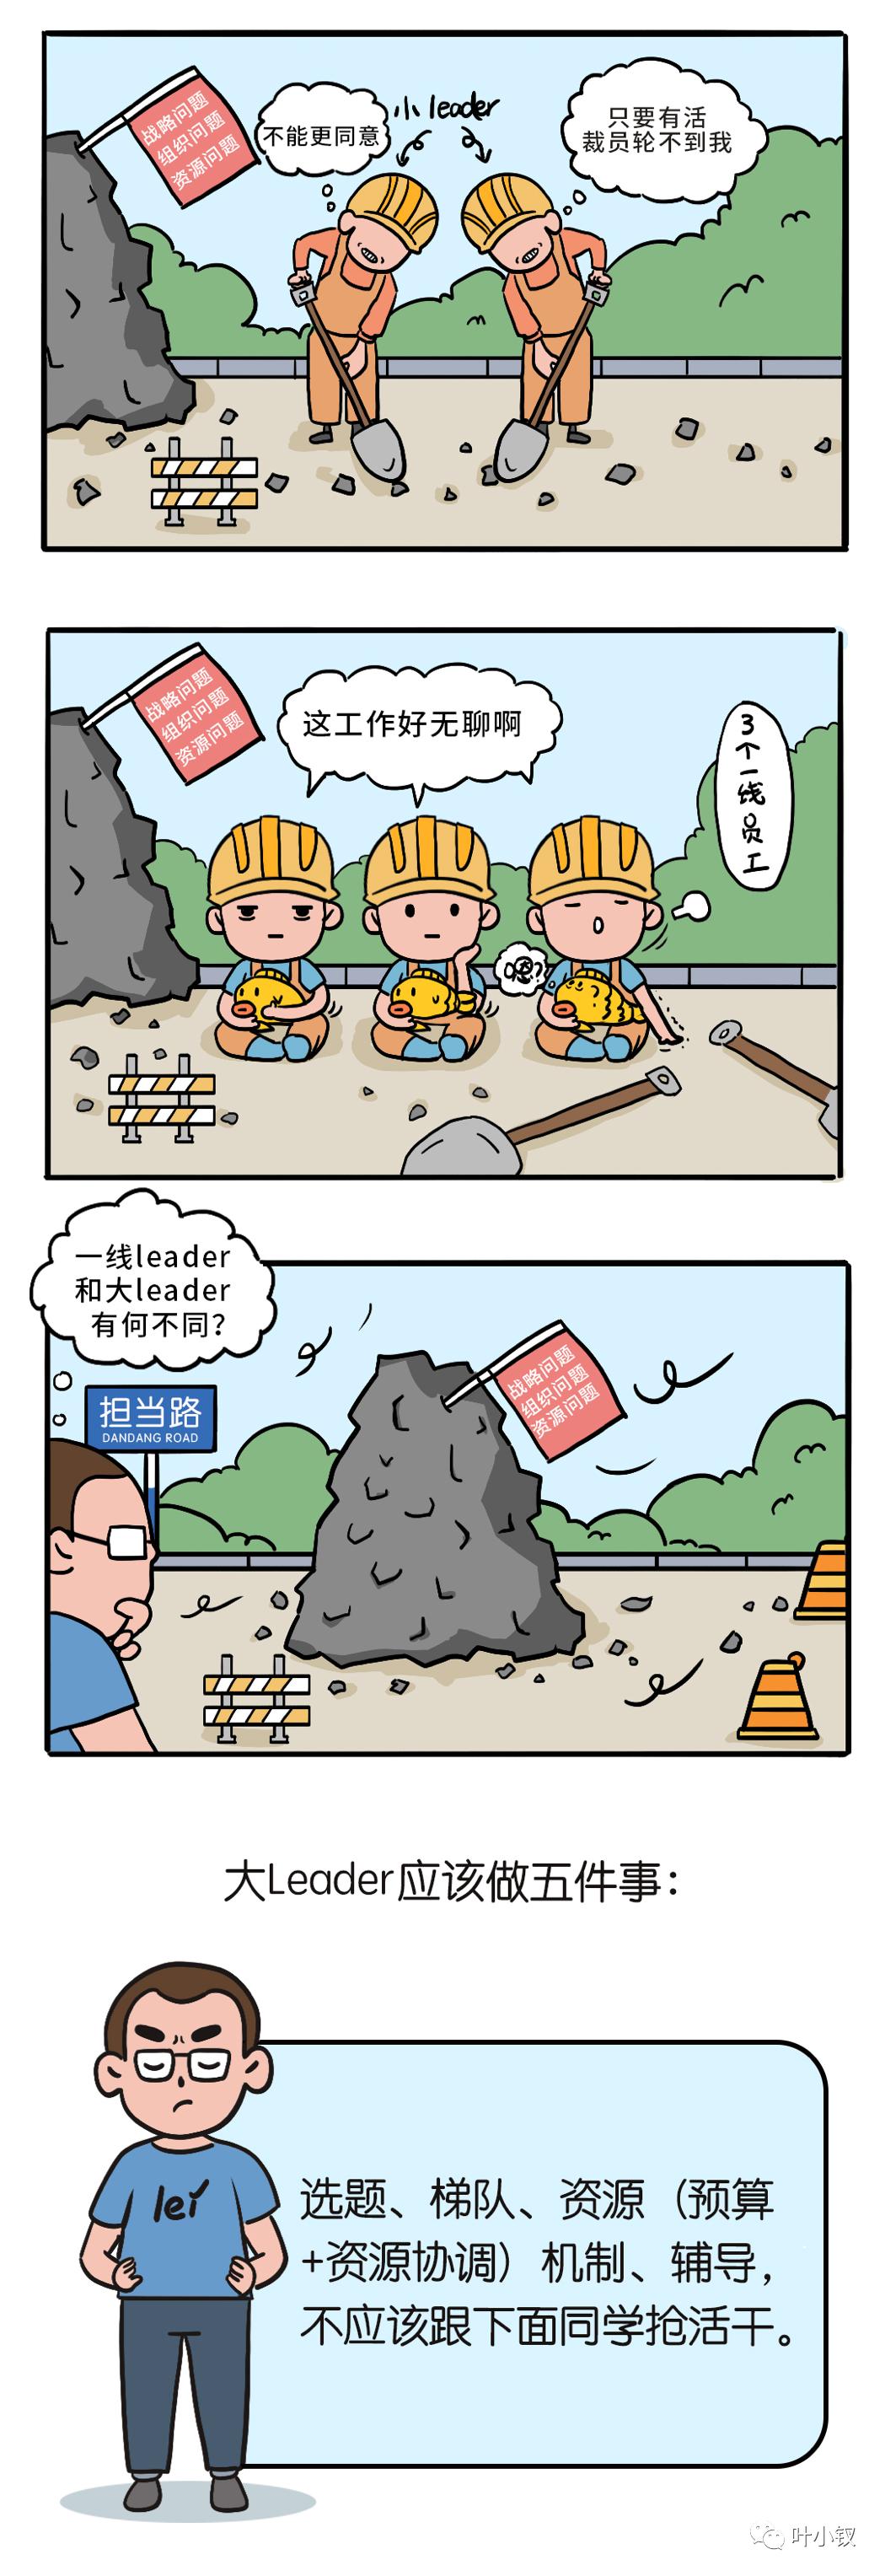 战略问题
组织问题
资源问题
不能更同意
小leader
只要有活
裁员轮不到我
战略问题
组织问题
资源问题
这工作好无聊啊
3个一线员工
嗯?
一线leader
和大leader
有何不同?
担当路
DANDANG ROAD
战略问题
组织问题
资源问题
大Leader应该做五件事:
lei
选题、梯队、资源（预算
+资源协调）机制、辅导，
不应该跟下面同学抢活干。
叶小钗